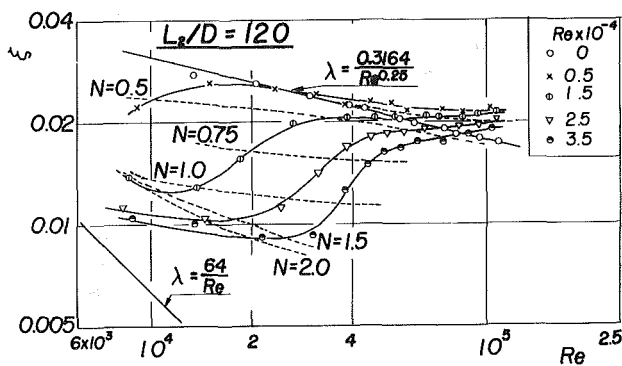 0.04
ξ
0.02
0.01
0.005
L₂/D = 120
λ = 0.3164/Re^0.25
N=0.5
N=0.75
N=1.0
N=1.5
N=2.0
λ = 64/Re
Re×10⁻⁴
○ 0
× 0.5
⦶ 1.5
▽ 2.5
◒ 3.5
6×10³ 10⁴ 2 4 10⁵ 2.5
Re